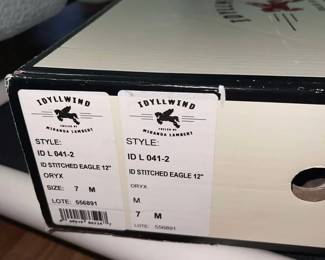 IDYLLWIND
FUELED BY
MIRANDA LAMBERT
STYLE:
ID L 041-2
ID STITCHED EAGLE 12"
ORYX
SIZE: 7 M
LOTE: 556891
IDYLLWIND
FUELED BY
MIRANDA LAMBERT
STYLE:
ID L 041-2
ID STITCHED EAGLE 12"
ORYX
M
7 M
LOTE: 556891